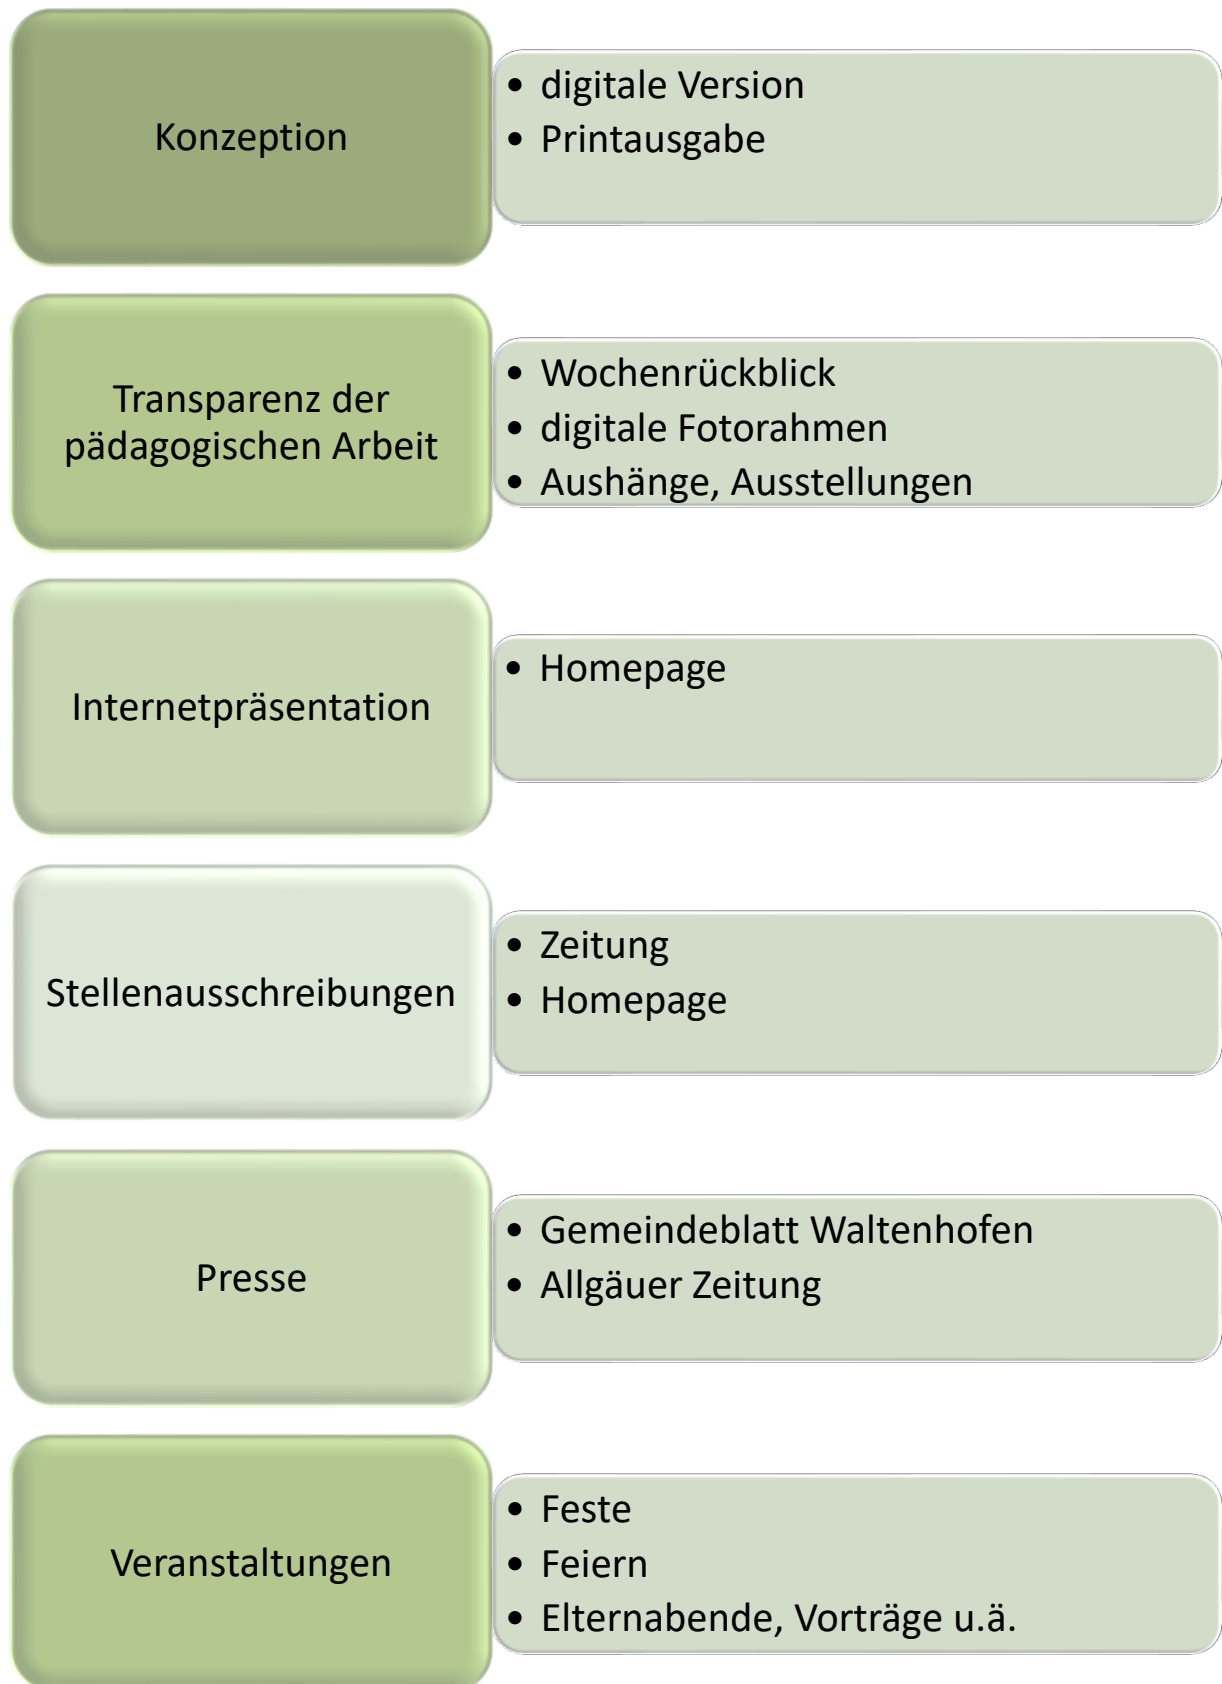 Konzeption
• digitale Version
• Printausgabe
Transparenz der
pädagogischen Arbeit
• Wochenrückblick
• digitale Fotorahmen
• Aushänge, Ausstellungen
Internetpräsentation
• Homepage
Stellenausschreibungen
• Zeitung
• Homepage
Presse
• Gemeindeblatt Waltenhofen
• Allgäuer Zeitung
Veranstaltungen
• Feste
• Feiern
• Elternabende, Vorträge u.ä.